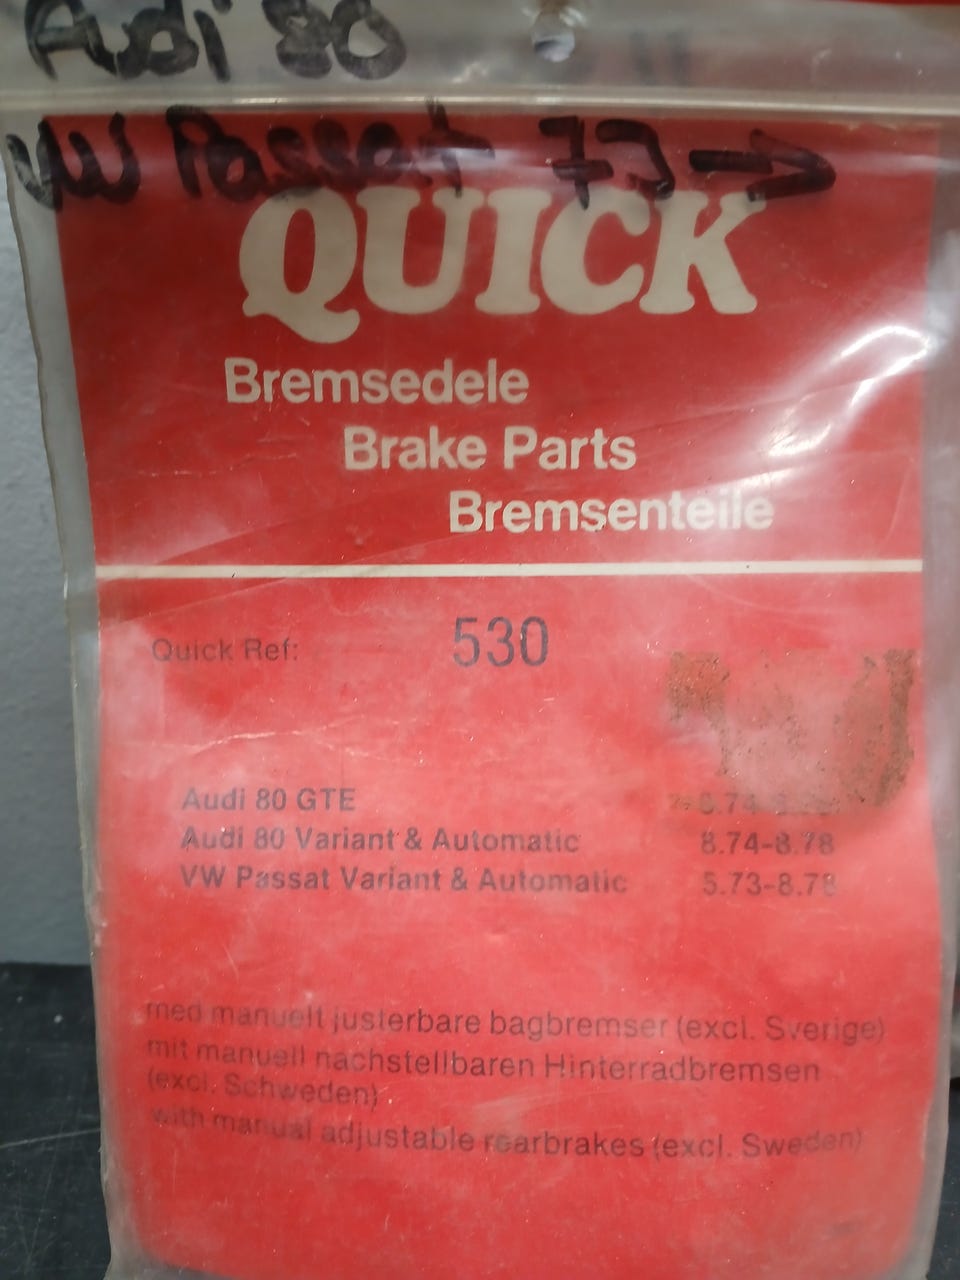 Audi 80
VW Passat 73 →
QUICK
Bremsedele
Brake Parts
Bremsenteile
Quick Ref: 530
Audi 80 GTE
Audi 80 Variant & Automatic 8.74-8.78
VW Passat Variant & Automatic 5.73-8.78
med manuelt justerbare bagbremser (excl. Sverige)
mit manuell nachstellbaren Hinterradbremsen
(excl. Schweden)
with manual adjustable rearbrakes (excl. Sweden)